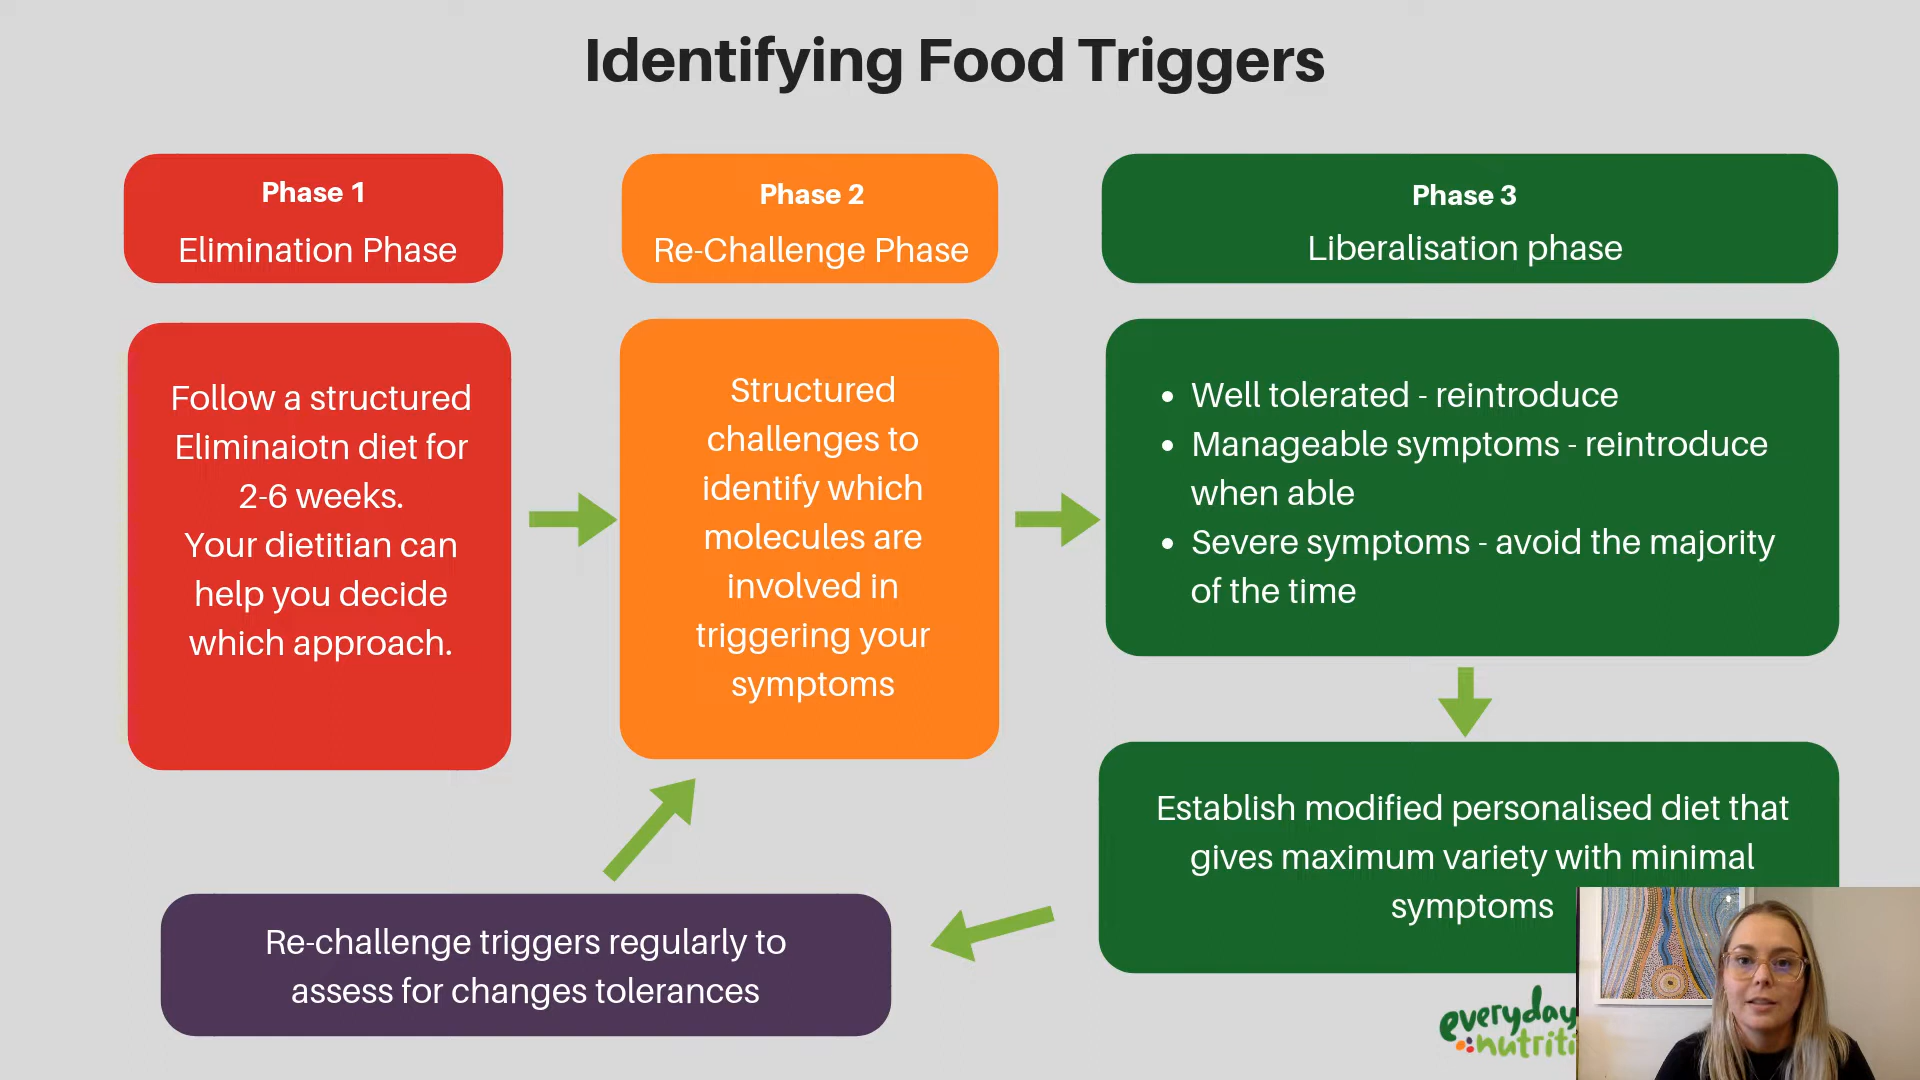 Identifying Food Triggers
Phase 1
Elimination Phase
Follow a structured
Eliminaiotn diet for
2-6 weeks.
Your dietitian can
help you decide
which approach.
Phase 2
Re-Challenge Phase
Structured
challenges to
identify which
molecules are
involved in
triggering your
symptoms
Phase 3
Liberalisation phase
• Well tolerated - reintroduce
• Manageable symptoms - reintroduce
when able
• Severe symptoms - avoid the majority
of the time
Establish modified personalised diet that
gives maximum variety with minimal
symptoms
Re-challenge triggers regularly to
assess for changes tolerances
everyday